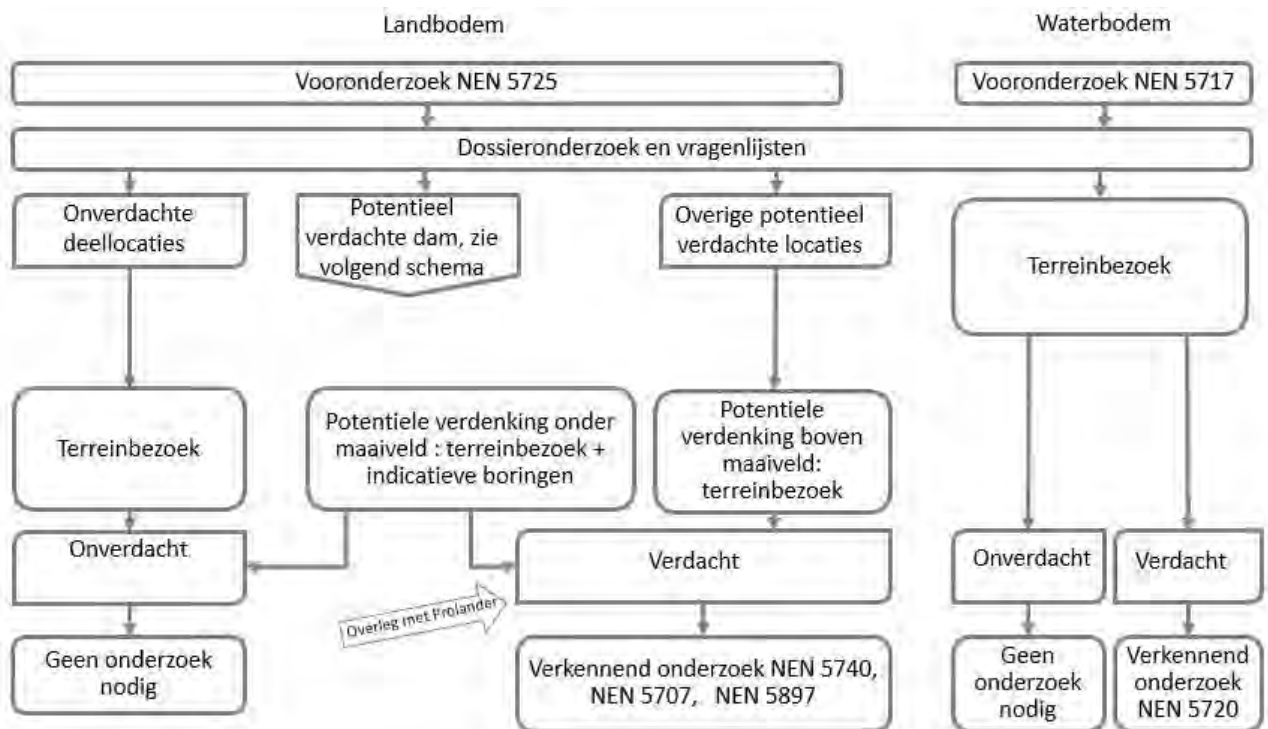 Landbodem
Waterbodem
Vooronderzoek NEN 5725
Vooronderzoek NEN 5717
Dossieronderzoek en vragenlijsten
Onverdachte
deellocaties
Potentieel
verdachte dam, zie
volgend schema
Overige potentieel
verdachte locaties
Terreinbezoek
Terreinbezoek
Potentiele verdenking onder
maaiveld : terreinbezoek +
indicatieve boringen
Potentiele
verdenking boven
maaiveld:
terreinbezoek
Onverdacht
Verdacht
Onverdacht
Verdacht
Overleg met Prolander
Geen onderzoek
nodig
Verkennend onderzoek NEN 5740,
NEN 5707, NEN 5897
Geen
onderzoek
nodig
Verkennend
onderzoek
NEN 5720